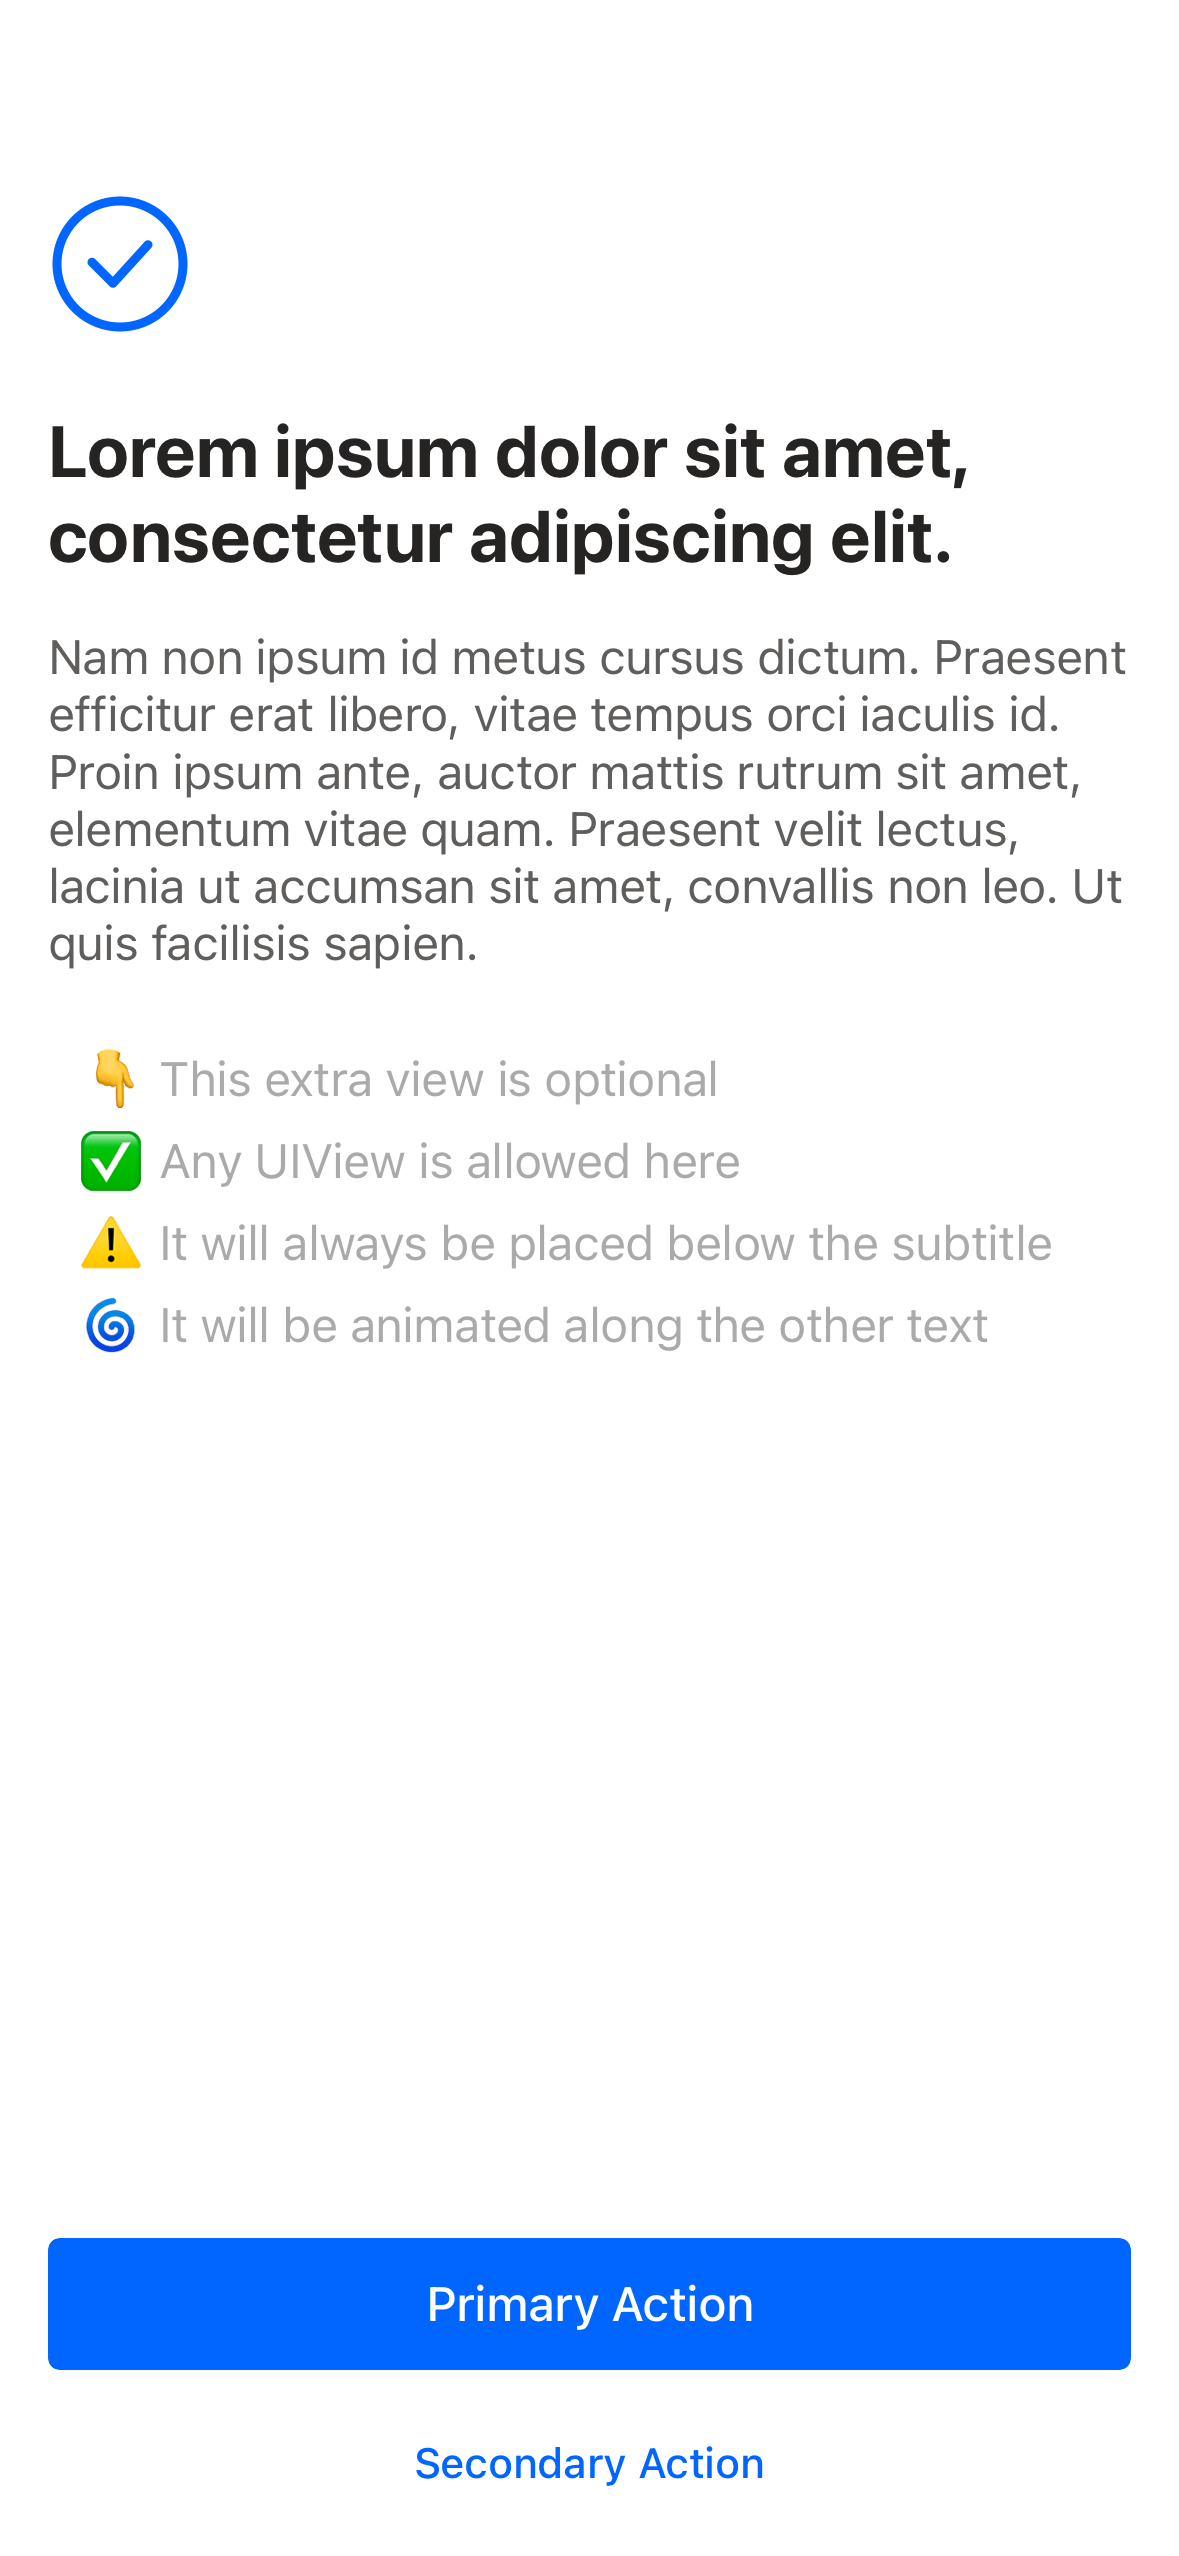 Lorem ipsum dolor sit amet,
consectetur adipiscing elit.
Nam non ipsum id metus cursus dictum. Praesent
efficitur erat libero, vitae tempus orci iaculis id.
Proin ipsum ante, auctor mattis rutrum sit amet,
elementum vitae quam. Praesent velit lectus,
lacinia ut accumsan sit amet, convallis non leo. Ut
quis facilisis sapien.
👇 This extra view is optional
✅ Any UIView is allowed here
⚠️ It will always be placed below the subtitle
🌀 It will be animated along the other text
Primary Action
Secondary Action